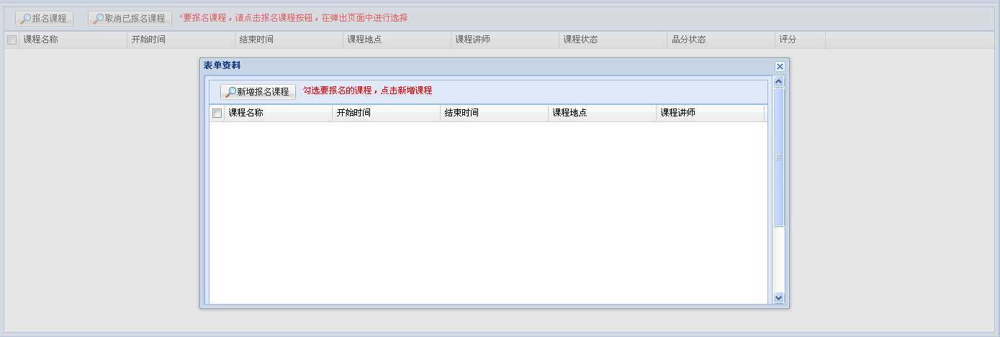 报名课程 取消已报名课程 *要报名课程，请点击报名课程按钮，在弹出页面中进行选择
课程名称 开始时间 结束时间 课程地点 课程讲师 课程状态 品分状态 评分
表单资料
新增报名课程 勾选要报名的课程，点击新增课程
课程名称 开始时间 结束时间 课程地点 课程讲师